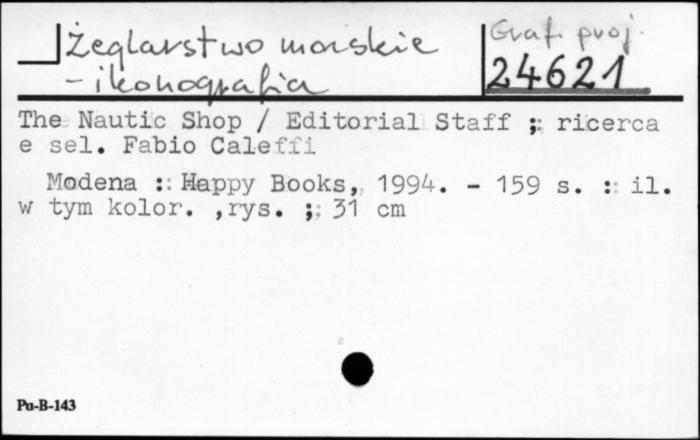 Żeglarstwo morskie
- ikonografia
Graf. proj.
24621
The Nautic Shop / Editorial Staff ; ricerca
e sel. Fabio Caleffi
Modena : Happy Books, 1994. - 159 s. : il.
w tym kolor. ,rys. ; 31 cm
Pu-B-143